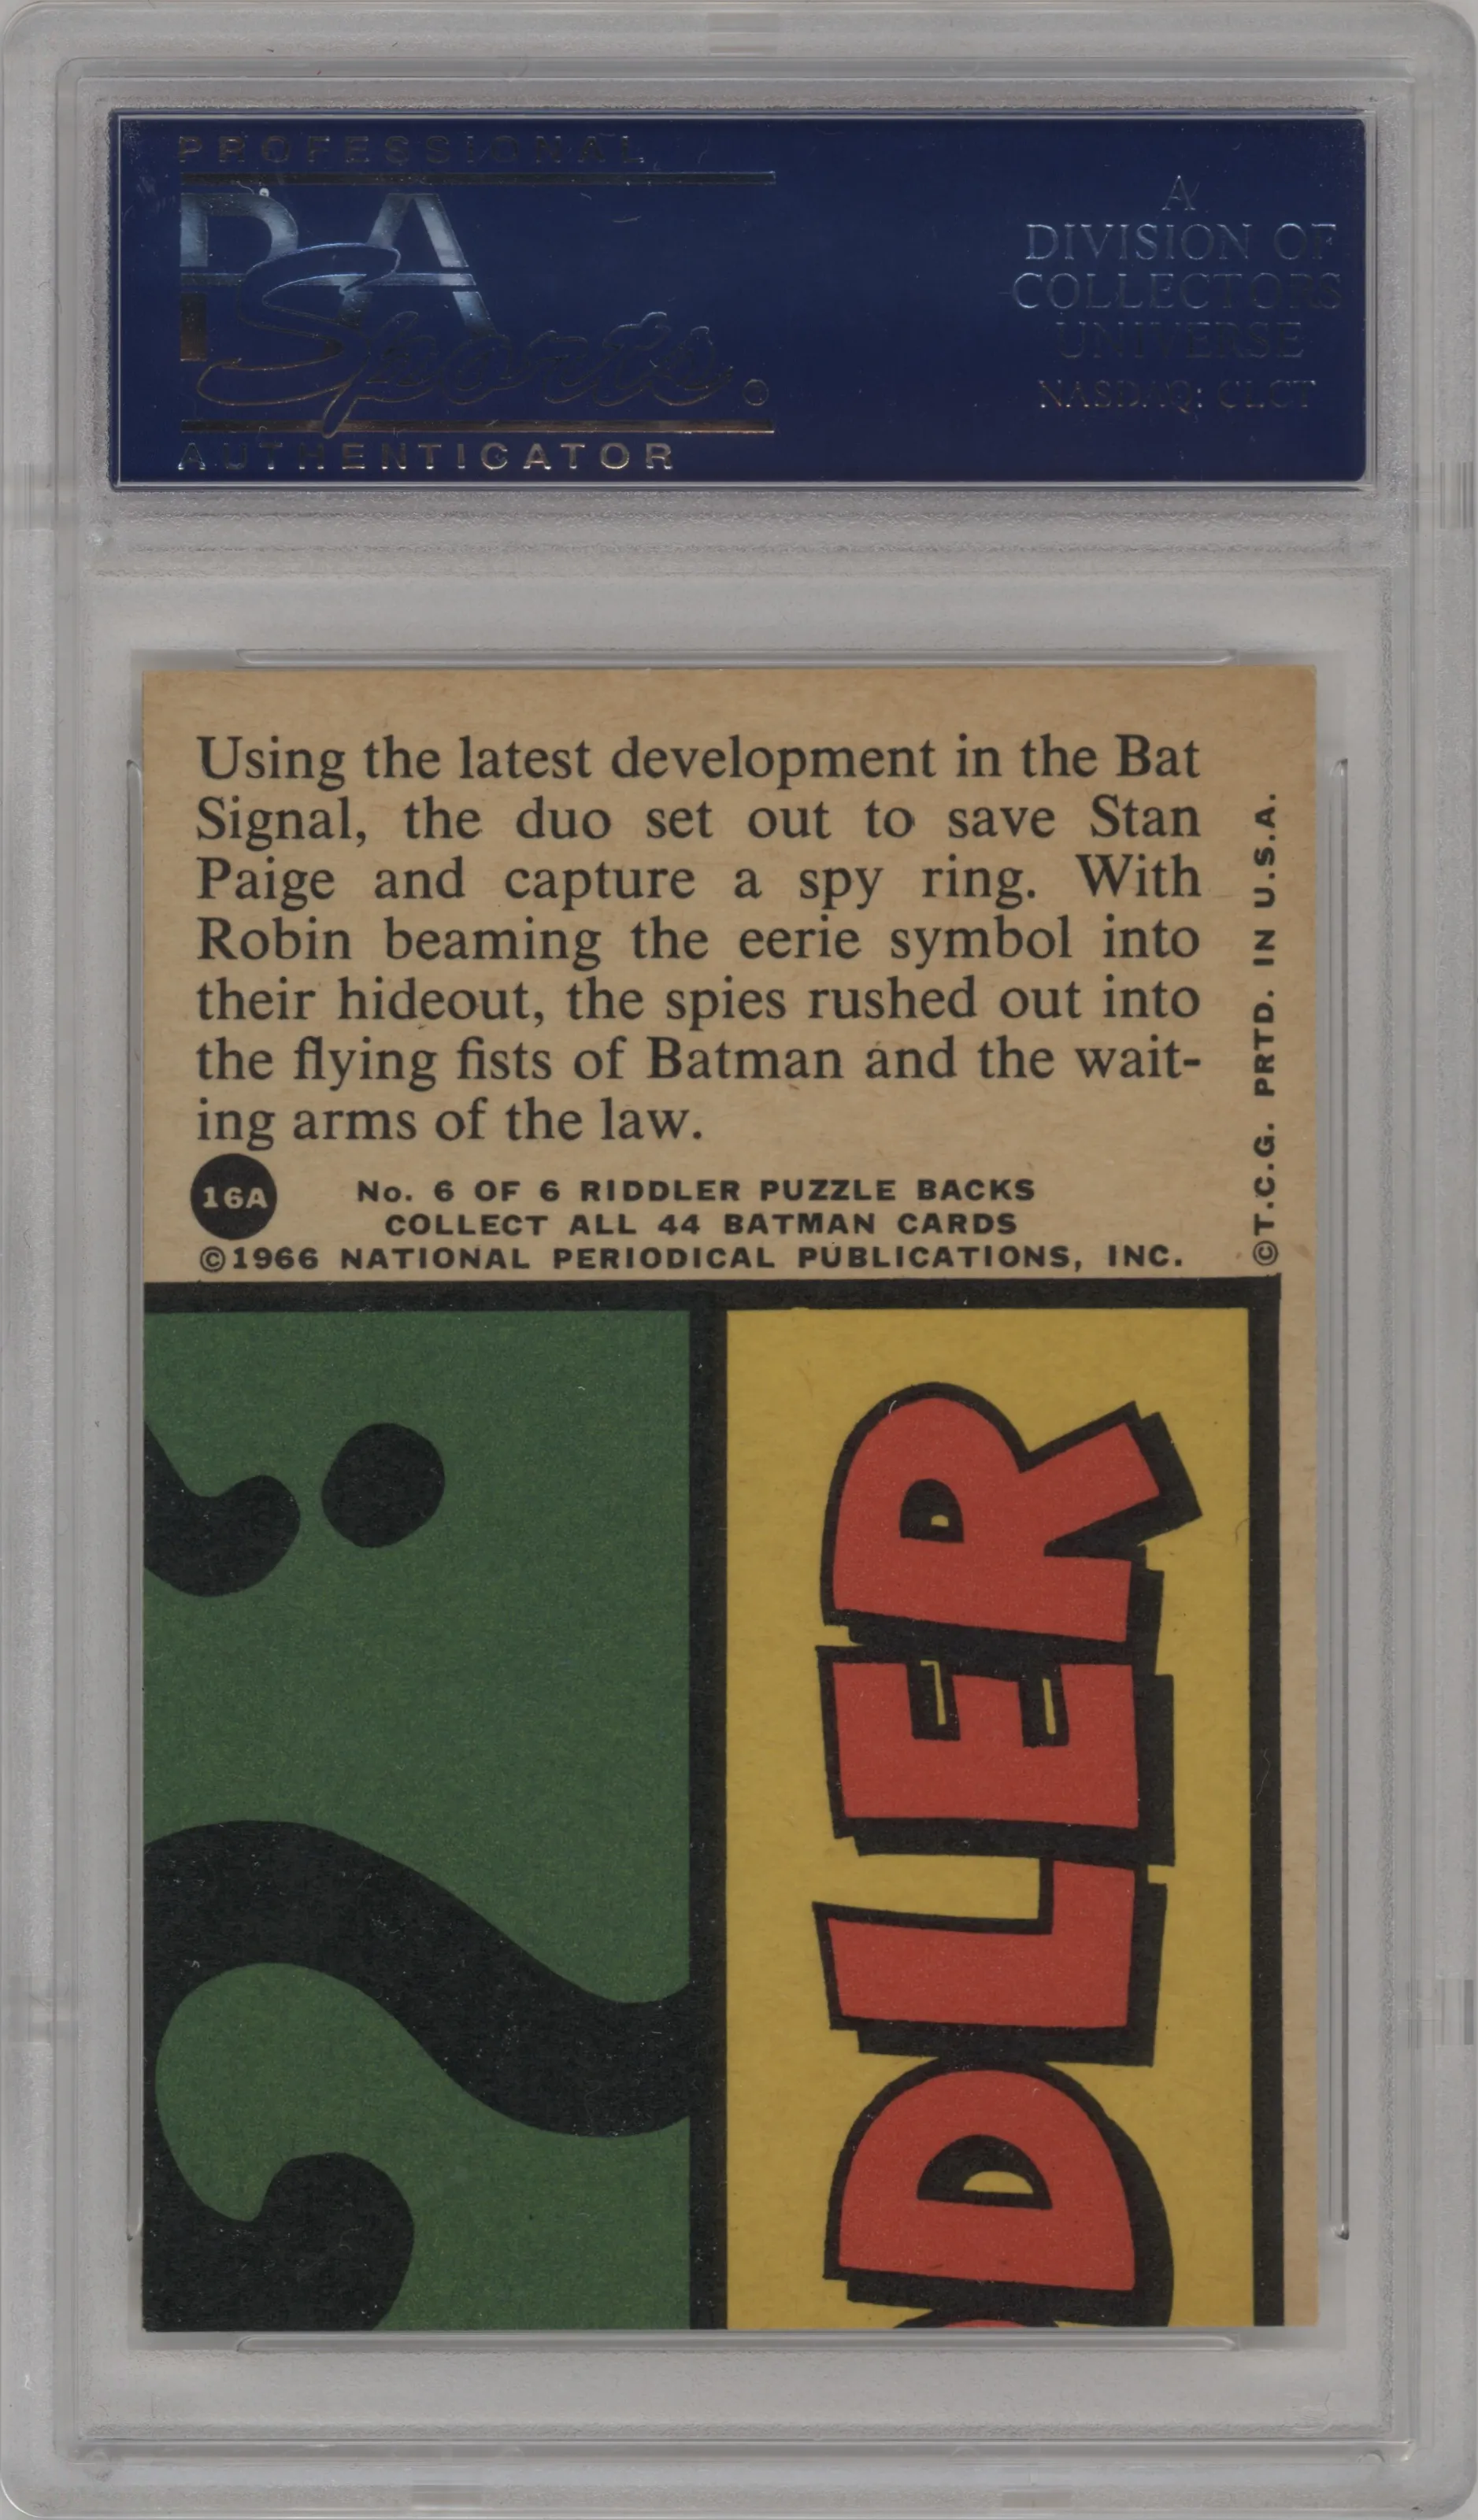 PROFESSIONAL
PSA
Sports®
AUTHENTICATOR
A
DIVISION OF
COLLECTORS
UNIVERSE
NASDAQ: CLCT
Using the latest development in the Bat
Signal, the duo set out to save Stan
Paige and capture a spy ring. With
Robin beaming the eerie symbol into
their hideout, the spies rushed out into
the flying fists of Batman and the wait-
ing arms of the law.
16A
No. 6 OF 6 RIDDLER PUZZLE BACKS
COLLECT ALL 44 BATMAN CARDS
©1966 NATIONAL PERIODICAL PUBLICATIONS, INC.
©T.C.G. PRTD. IN U.S.A.
DLER